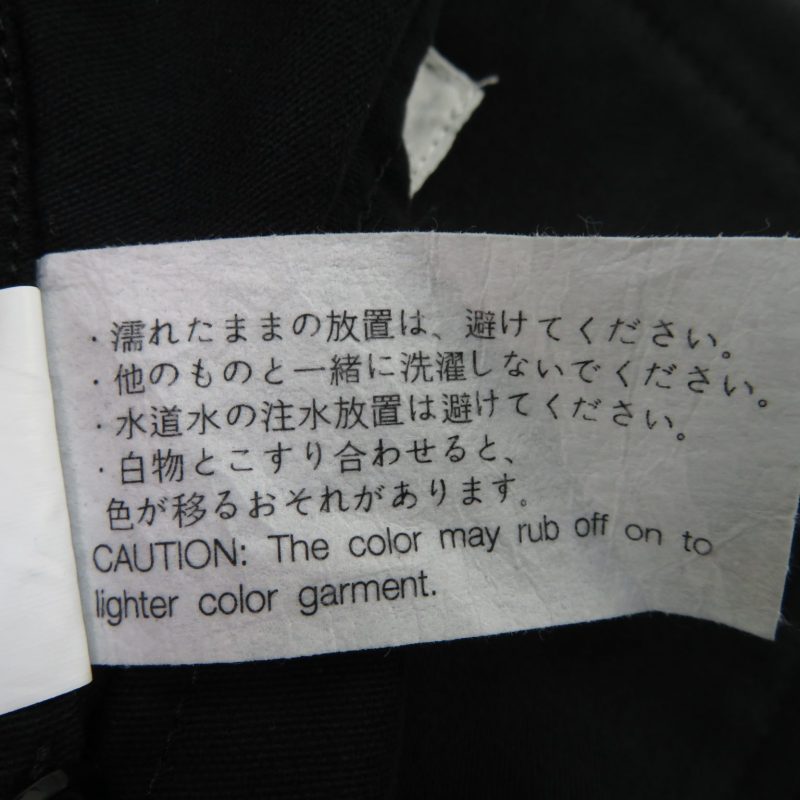 ・濡れたままの放置は、避けてください。
・他のものと一緒に洗濯しないでください。
・水道水の注水放置は避けてください。
・白物とこすり合わせると、
色が移るおそれがあります。
CAUTION: The color may rub off on to
lighter color garment.